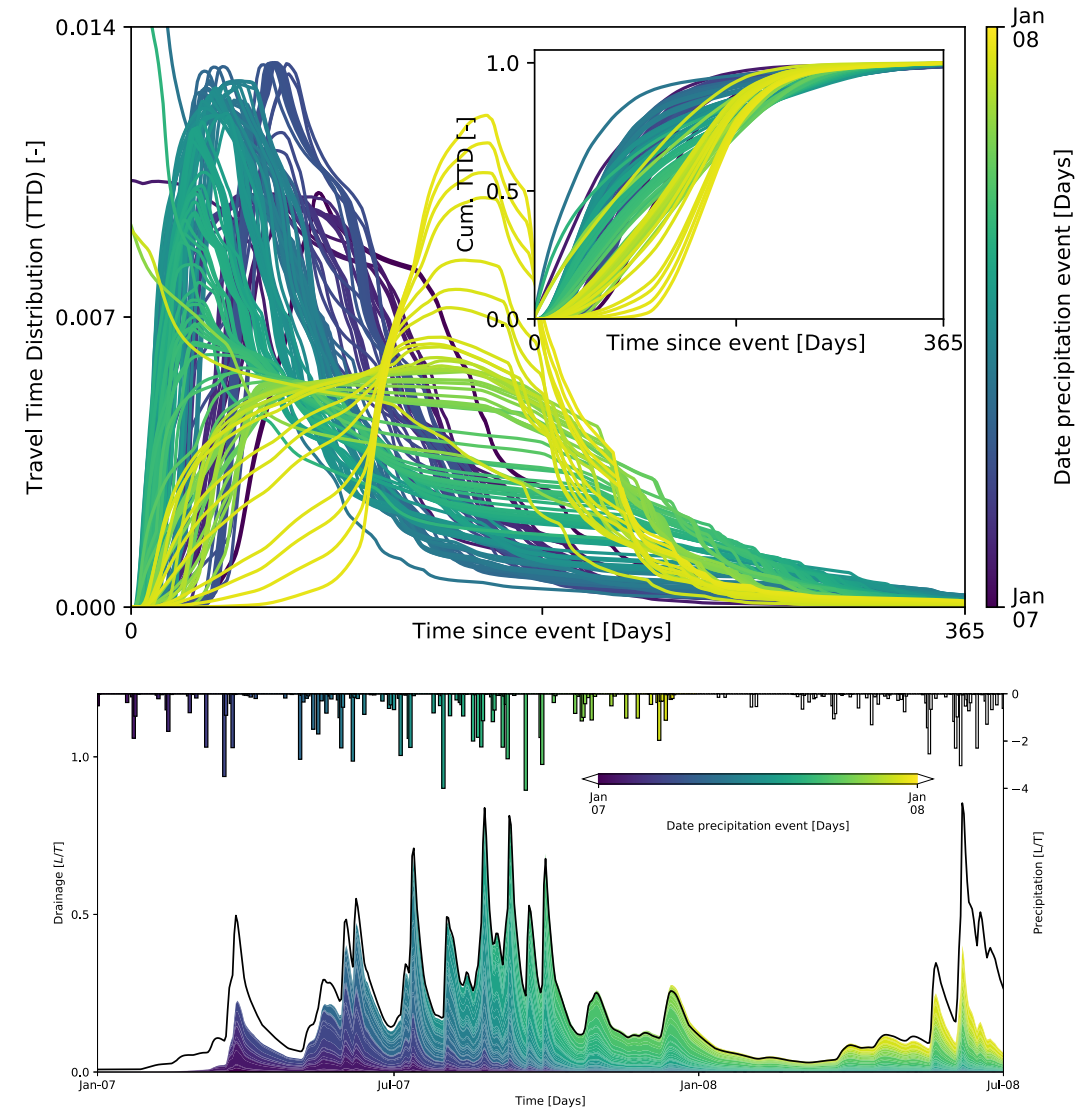 0.014
0.007
0.000
Travel Time Distribution (TTD) [-]
0
Time since event [Days]
365
1.0
0.5
0.0
Cum. TTD [-]
0
Time since event [Days]
365
Jan
08
Jan
07
Date precipitation event [Days]
1.0
0.5
0.0
Drainage [L/T]
0
−2
−4
Precipitation [L/T]
Jan
07
Jan
08
Date precipitation event [Days]
Jan-07
Jul-07
Jan-08
Jul-08
Time [Days]